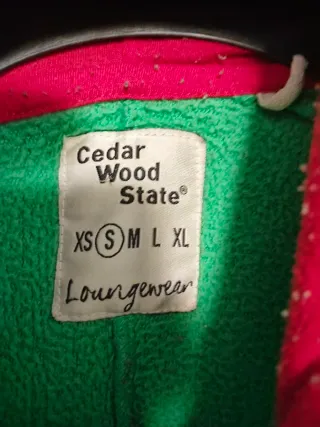 Cedar
Wood
State®
XS S M L XL
Loungewear